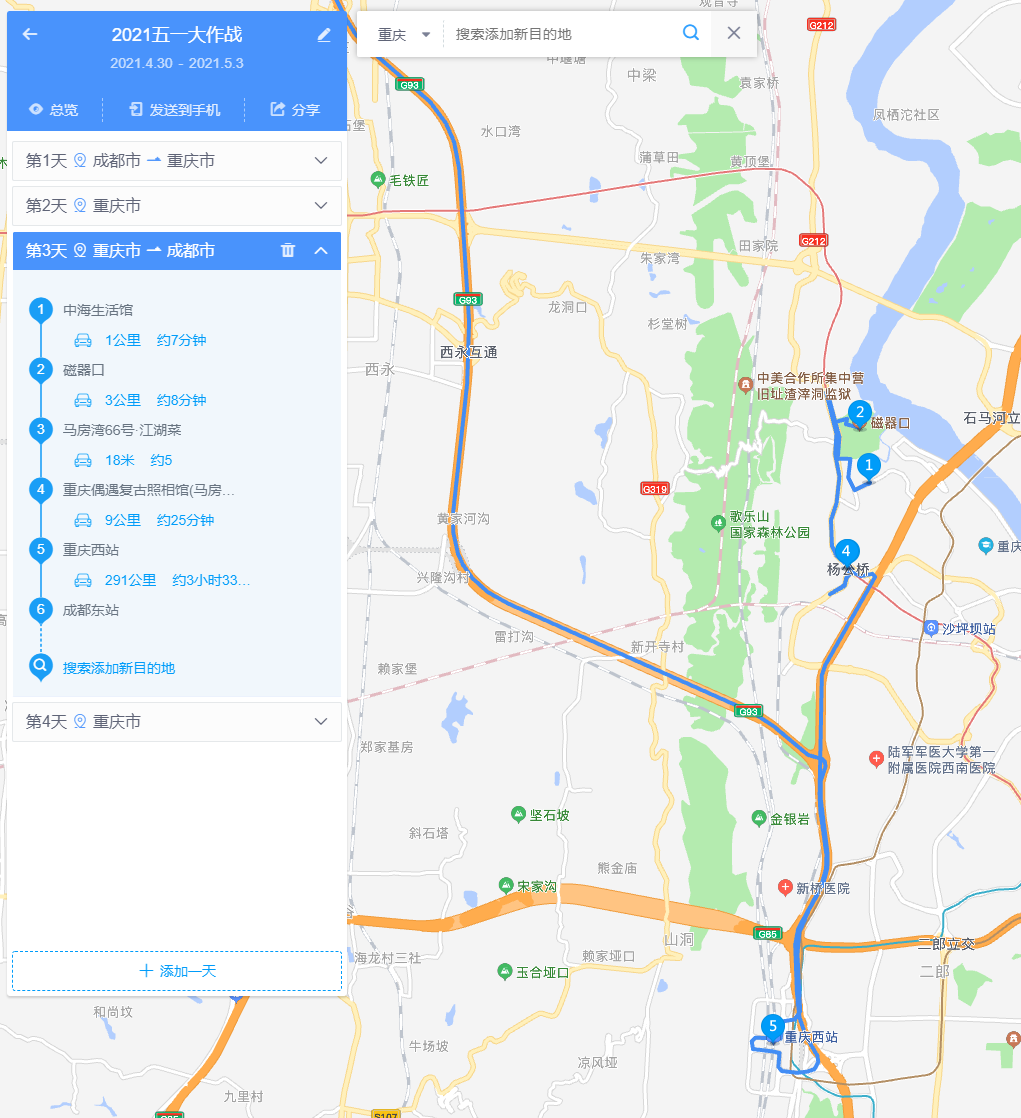 2021五一大作战
2021.4.30 - 2021.5.3
总览
发送到手机
分享
第1天 成都市 重庆市
第2天 重庆市
第3天 重庆市 成都市
1 中海生活馆
1公里 约7分钟
2 磁器口
3公里 约8分钟
3 马房湾66号·江湖菜
18米 约5
4 重庆偶遇复古照相馆(马房…
9公里 约25分钟
5 重庆西站
291公里 约3小时33…
6 成都东站
搜索添加新目的地
第4天 重庆市
添加一天
重庆
搜索添加新目的地
G212
G93
中梁
袁家桥
凤栖沱社区
水口湾
蒲草田
黄顶堡
毛铁匠
G212
田家院
朱家湾
G93
龙洞口
杉堂树
西永互通
西永
中美合作所集中营
旧址渣滓洞监狱
2
磁器口
石马河立
1
G319
黄家河沟
歌乐山
国家森林公园
4
重庆
杨公桥
兴隆沟村
沙坪坝站
雷打沟
新开寺村
赖家堡
G93
郑家基房
陆军军医大学第一
附属医院西南医院
坚石坡
金银岩
斜石塔
熊金庙
宋家沟
新桥医院
G85
山洞
二郎立交
海龙村三社
赖家垭口
二郎
玉合垭口
和尚坟
5
重庆西站
牛场坡
凉风垭
九里村
S107